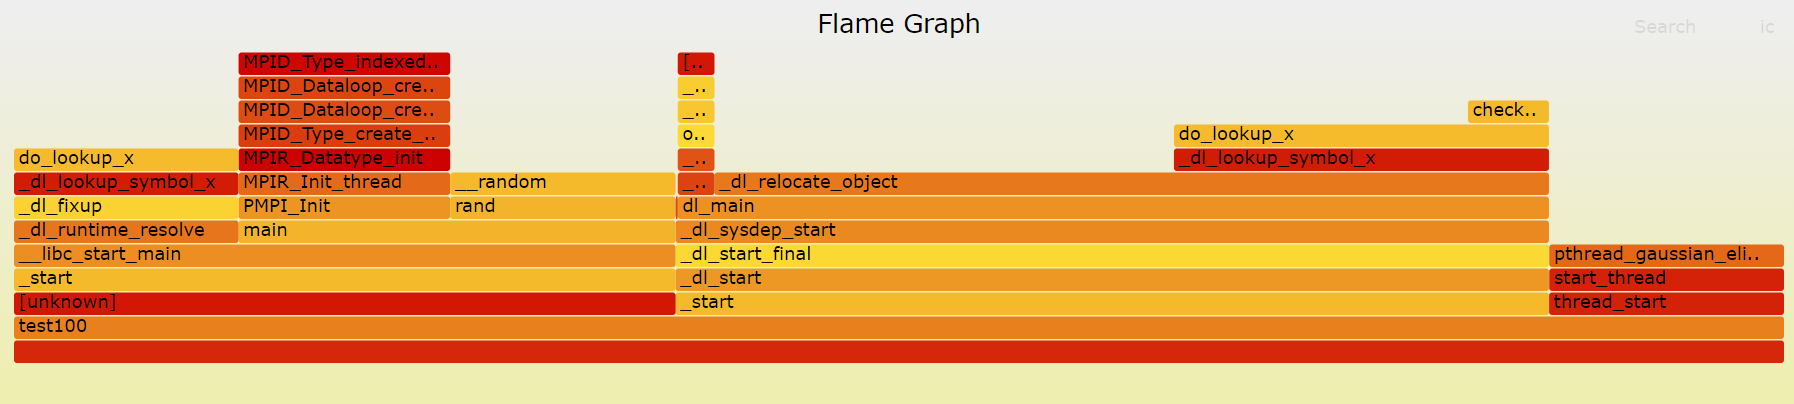 Flame Graph
Search ic
MPID_Type_indexed.. [..
MPID_Dataloop_cre.. _..
MPID_Dataloop_cre.. _.. check..
MPID_Type_create_.. o.. do_lookup_x
do_lookup_x MPIR_Datatype_init _.. _dl_lookup_symbol_x
_dl_lookup_symbol_x MPIR_Init_thread __random _.. _dl_relocate_object
_dl_fixup PMPI_Init rand dl_main
_dl_runtime_resolve main _dl_sysdep_start
__libc_start_main _dl_start_final pthread_gaussian_eli..
_start _dl_start start_thread
[unknown] _start thread_start
test100